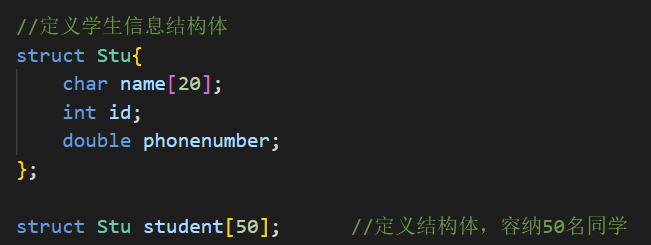 //定义学生信息结构体
struct Stu{
    char name[20];
    int id;
    double phonenumber;
};
struct Stu student[50];      //定义结构体，容纳50名同学